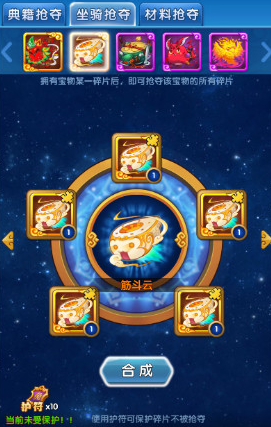 典籍抢夺 坐骑抢夺 材料抢夺
拥有宝物某一碎片后，即可抢夺该宝物的所有碎片
1
1
1
筋斗云
1
1
合成
护符 x10
当前未受保护！！
使用护符可保护碎片不被抢夺